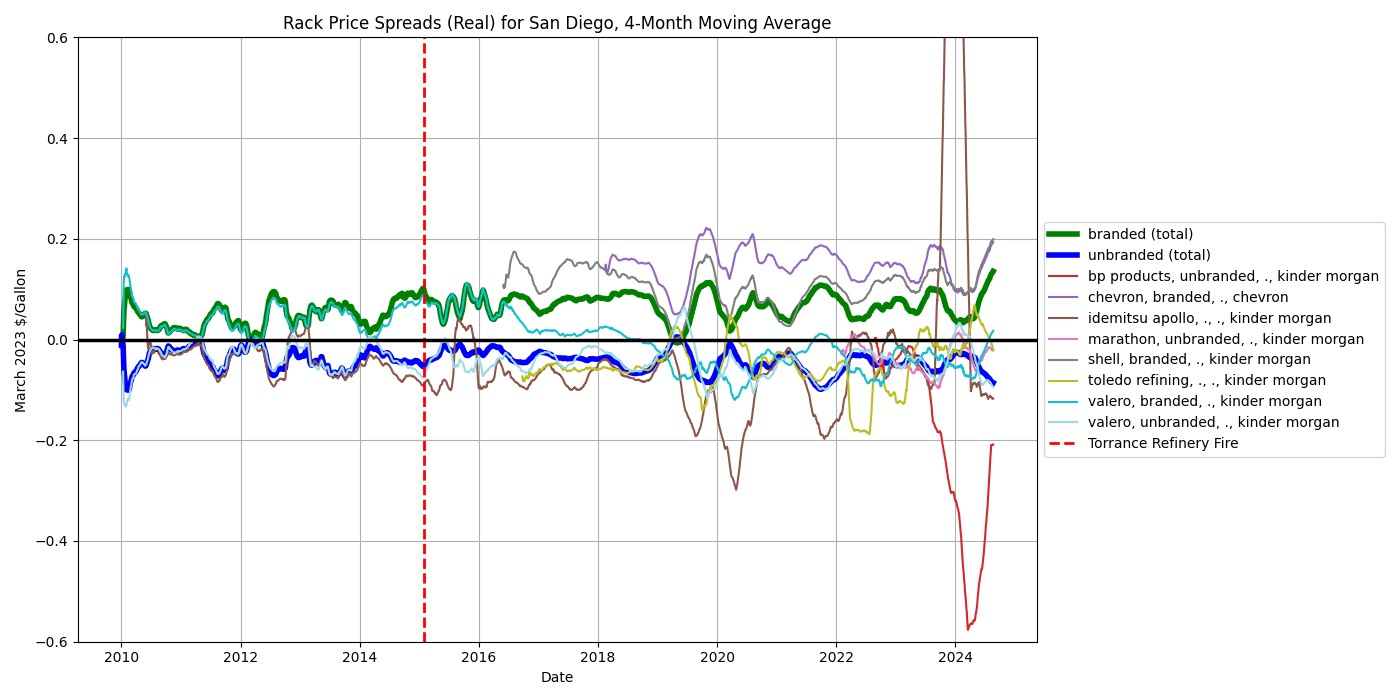 Rack Price Spreads (Real) for San Diego, 4-Month Moving Average
March 2023 $/Gallon
0.6
0.4
0.2
0.0
−0.2
−0.4
−0.6
2010 2012 2014 2016 2018 2020 2022 2024
Date
branded (total)
unbranded (total)
bp products, unbranded, ., kinder morgan
chevron, branded, ., chevron
idemitsu apollo, ., ., kinder morgan
marathon, unbranded, ., kinder morgan
shell, branded, ., kinder morgan
toledo refining, ., ., kinder morgan
valero, branded, ., kinder morgan
valero, unbranded, ., kinder morgan
Torrance Refinery Fire